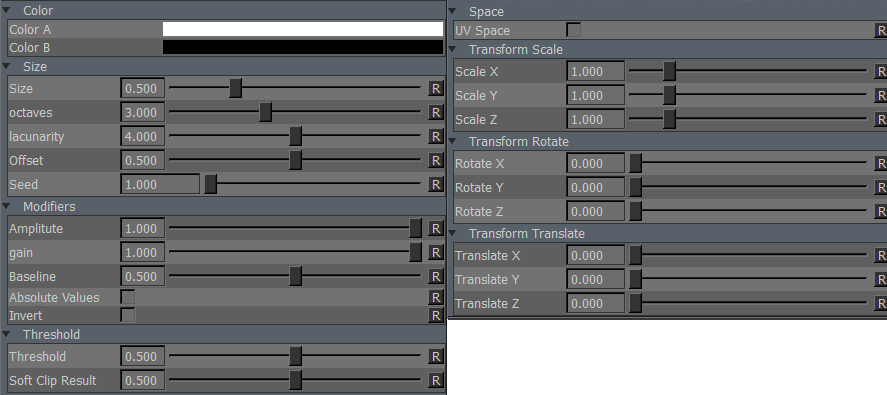 Color
Color A
Color B
Size
Size 0.500 R
octaves 3.000 R
lacunarity 4.000 R
Offset 0.500 R
Seed 1.000 R
Modifiers
Amplitute 1.000 R
gain 1.000 R
Baseline 0.500 R
Absolute Values R
Invert R
Threshold
Threshold 0.500 R
Soft Clip Result 0.500 R
Space
UV Space R
Transform Scale
Scale X 1.000 R
Scale Y 1.000 R
Scale Z 1.000 R
Transform Rotate
Rotate X 0.000 R
Rotate Y 0.000 R
Rotate Z 0.000 R
Transform Translate
Translate X 0.000 R
Translate Y 0.000 R
Translate Z 0.000 R